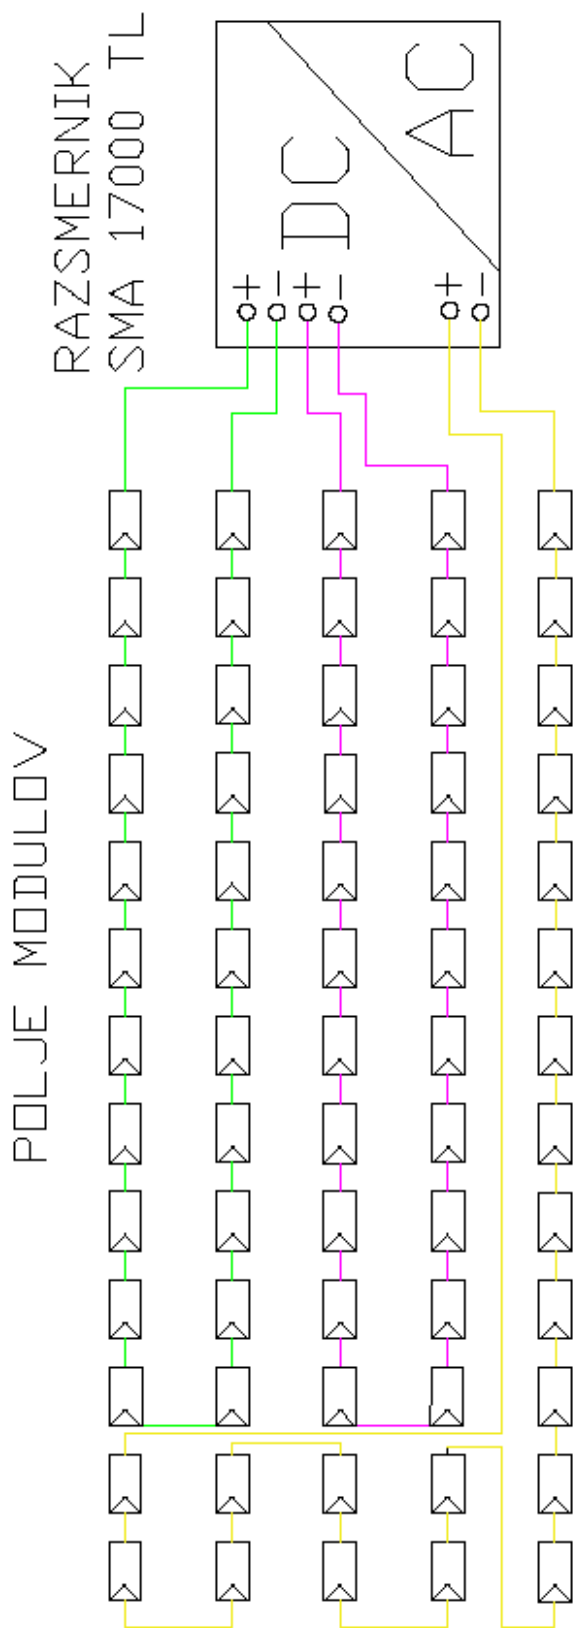 RAZSMERNIK
SMA 17000 TL
DC
AC
+ - + - + -
POLJE MODULOV